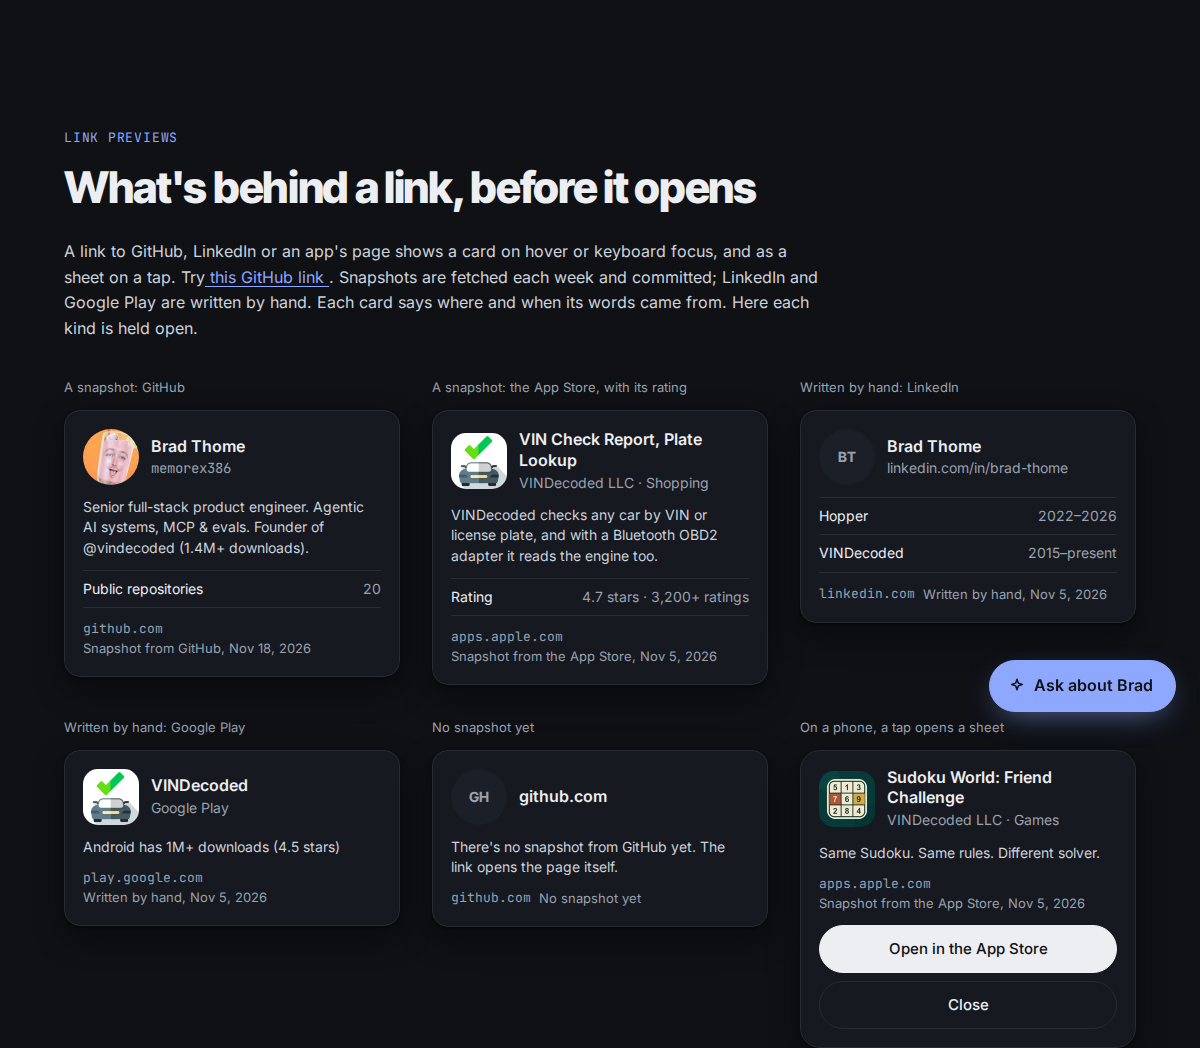 LINK PREVIEWS
What's behind a link, before it opens
A link to GitHub, LinkedIn or an app's page shows a card on hover or keyboard focus, and as a
sheet on a tap. Try this GitHub link . Snapshots are fetched each week and committed; LinkedIn and
Google Play are written by hand. Each card says where and when its words came from. Here each
kind is held open.
A snapshot: GitHub
Brad Thome
memorex386
Senior full-stack product engineer. Agentic
AI systems, MCP & evals. Founder of
@vindecoded (1.4M+ downloads).
Public repositories 20
github.com
Snapshot from GitHub, Nov 18, 2026
A snapshot: the App Store, with its rating
VIN Check Report, Plate
Lookup
VINDecoded LLC · Shopping
VINDecoded checks any car by VIN or
license plate, and with a Bluetooth OBD2
adapter it reads the engine too.
Rating 4.7 stars · 3,200+ ratings
apps.apple.com
Snapshot from the App Store, Nov 5, 2026
Written by hand: LinkedIn
BT
Brad Thome
linkedin.com/in/brad-thome
Hopper 2022–2026
VINDecoded 2015–present
linkedin.com Written by hand, Nov 5, 2026
Ask about Brad
Written by hand: Google Play
VINDecoded
Google Play
Android has 1M+ downloads (4.5 stars)
play.google.com
Written by hand, Nov 5, 2026
No snapshot yet
GH
github.com
There's no snapshot from GitHub yet. The
link opens the page itself.
github.com No snapshot yet
On a phone, a tap opens a sheet
5 1 3
7 6 9
2 8 4
Sudoku World: Friend
Challenge
VINDecoded LLC · Games
Same Sudoku. Same rules. Different solver.
apps.apple.com
Snapshot from the App Store, Nov 5, 2026
Open in the App Store
Close